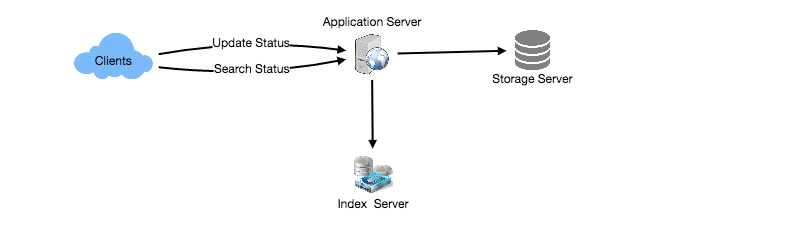 Application Server
Update Status
Clients
Search Status
Storage Server
Index Server